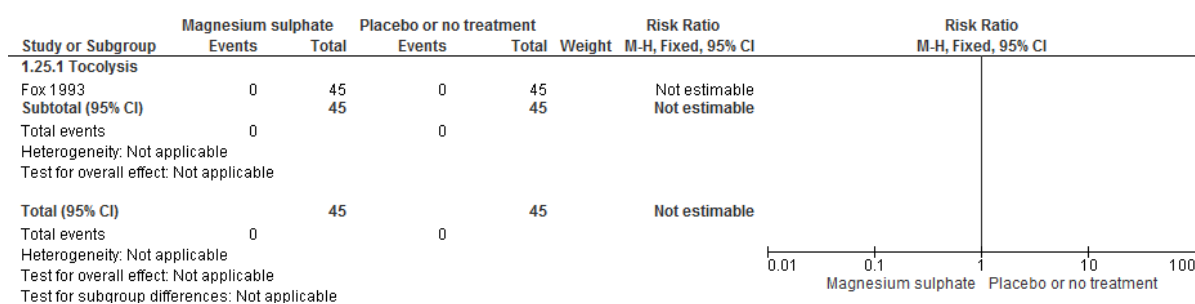 Magnesium sulphate Placebo or no treatment Risk Ratio Risk Ratio
Study or Subgroup Events Total Events Total Weight M-H, Fixed, 95% CI M-H, Fixed, 95% CI
1.25.1 Tocolysis
Fox 1993 0 45 0 45 Not estimable
Subtotal (95% CI) 45 45 Not estimable
Total events 0 0
Heterogeneity: Not applicable
Test for overall effect: Not applicable
Total (95% CI) 45 45 Not estimable
Total events 0 0
Heterogeneity: Not applicable
Test for overall effect: Not applicable
Test for subgroup differences: Not applicable
0.01 0.1 1 10 100
Magnesium sulphate Placebo or no treatment